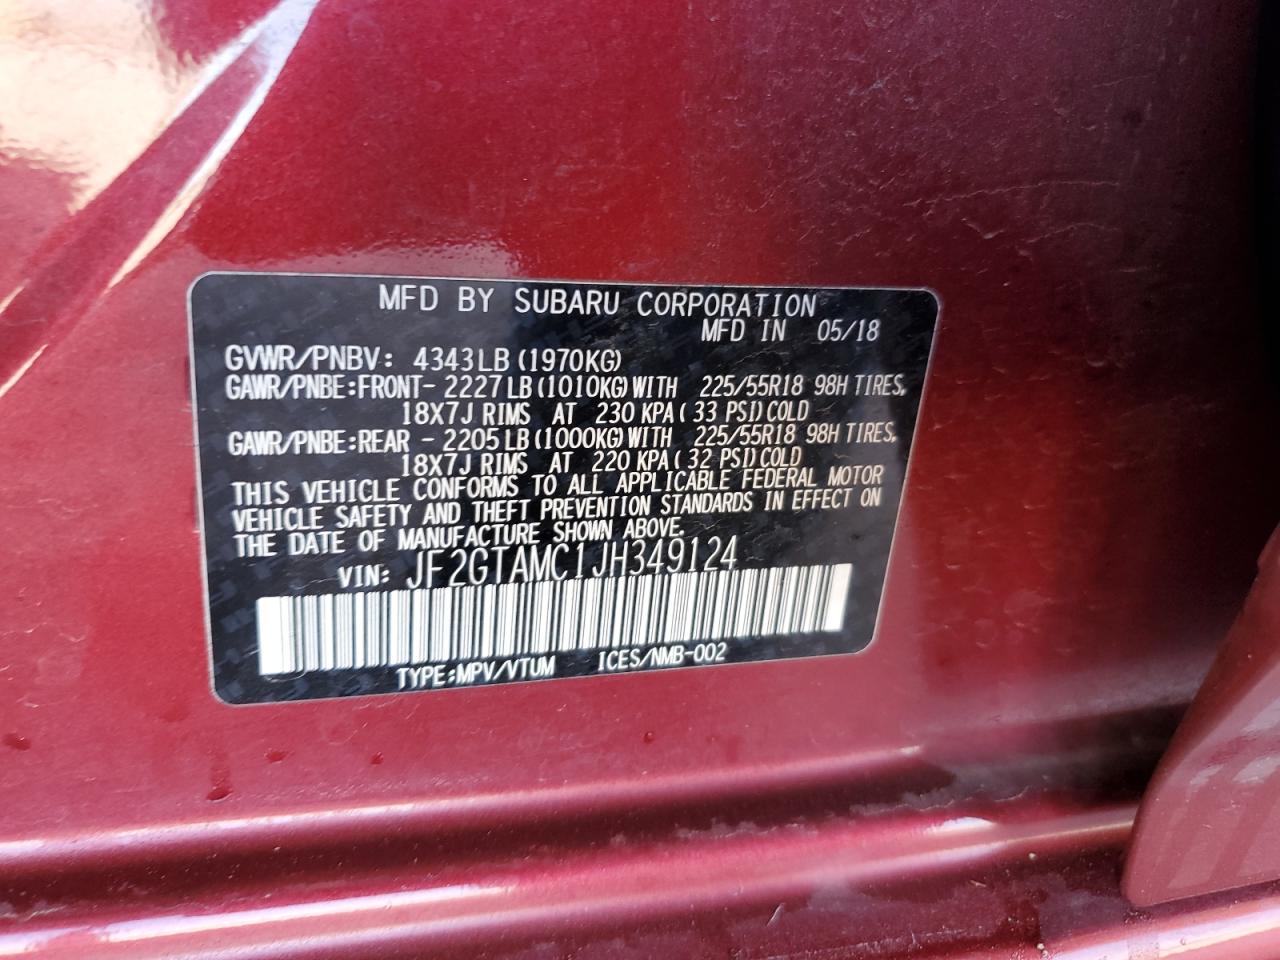 MFD BY SUBARU CORPORATION
MFD IN 05/18
GVWR/PNBV: 4343LB (1970KG)
GAWR/PNBE:FRONT- 2227LB (1010KG) WITH 225/55R18 98H TIRES,
18X7J RIMS AT 230 KPA ( 33 PSI) COLD
GAWR/PNBE:REAR - 2205LB (1000KG) WITH 225/55R18 98H TIRES,
18X7J RIMS AT 220 KPA ( 32 PSI) COLD
THIS VEHICLE CONFORMS TO ALL APPLICABLE FEDERAL MOTOR
VEHICLE SAFETY AND THEFT PREVENTION STANDARDS IN EFFECT ON
THE DATE OF MANUFACTURE SHOWN ABOVE.
VIN: JF2GTAMC1JH349124
TYPE:MPV/VTUM ICES/NMB-002